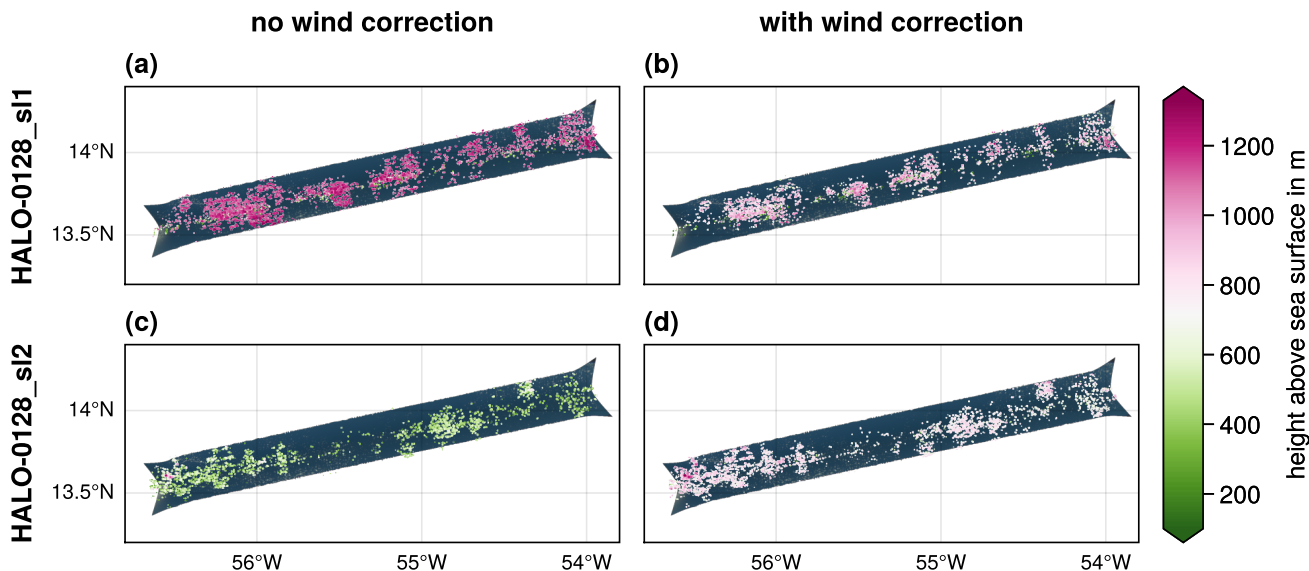 no wind correction
with wind correction
(a)
(b)
HALO-0128_sl1
14°N
13.5°N
(c)
(d)
HALO-0128_sl2
14°N
13.5°N
56°W
55°W
54°W
56°W
55°W
54°W
1200
1000
800
600
400
200
height above sea surface in m